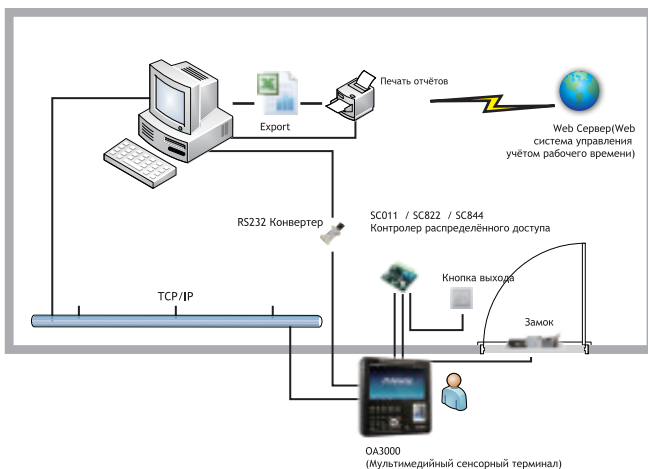 Печать отчётов
Export
Web Сервер(Web
система управления
учётом рабочего времени)
SC011 / SC822 / SC844
Контролер распределённого доступа
RS232 Конвертер
Кнопка выхода
TCP/IP
Замок
OA3000
(Мультимедийный сенсорный терминал)